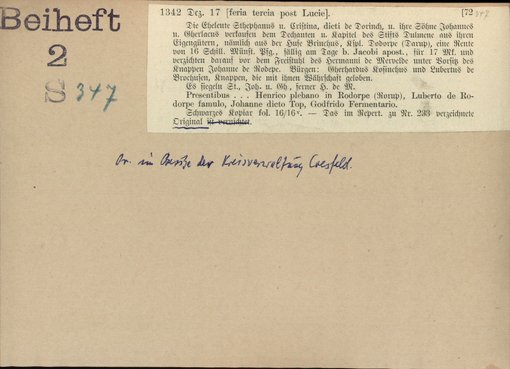 Beiheft
2
S 347
1342 Dez. 17 [feria tercia post Lucie]. [72
Die Eheleute Sthephanus u. Cristina, dicti de Dorinch, u. ihre Söhne Johannes
u. Gherlacus verkaufen dem Dechanten u. Kapitel des Stifts Dulmene aus ihren
Eigengütern, nämlich aus der Hufe Brinchus, Kspl. Dodorpe (Darup), eine Rente
von 16 Schill. Münst. Pfg., fällig am Tage b. Jacobi apost., für 17 Mk. und
verzichten darauf vor dem Freistuhl des Hermanni de Mervelde unter Vorsitz des
Knappen Johanne de Rodepe. Bürgen: Gherhardus Kosinchus und Lubertus de
Brochusen, Knappen, die mit ihnen Währschaft geloben.
Es siegeln St., Joh. u. Gh., ferner H. de M.
Presentibus . . . Henrico plebano in Rodorpe (Rorup), Luberto de Ro-
dorpe famulo, Johanne dicto Top, Godfrido Fermentario.
Schwarzes Kopiar fol. 16/16v. — Das im Repert. zu Nr. 233 verzeichnete
Original ist vernichtet.
Or. im Besitze der Kreisverwaltung Coesfeld.